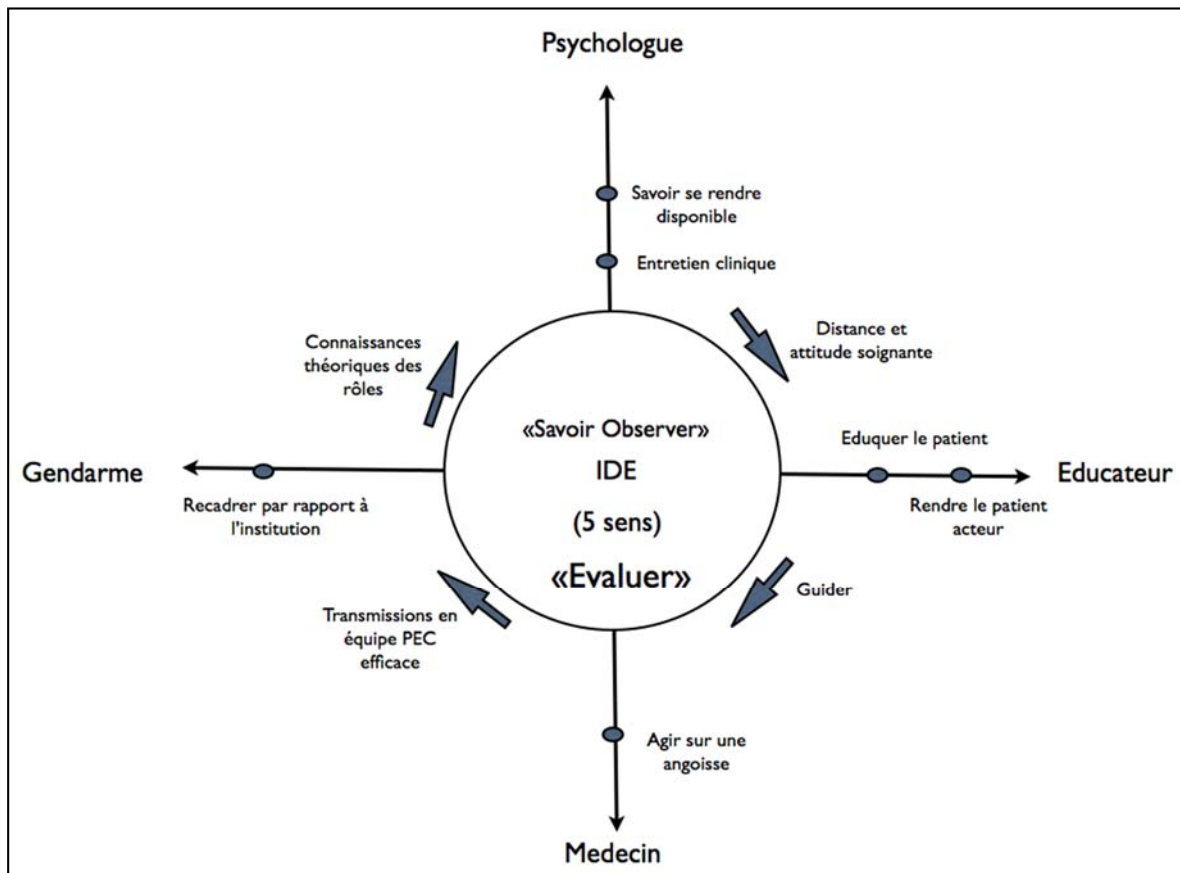 Psychologue
Savoir se rendre
disponible
Entretien clinique
Connaissances
théoriques des
rôles
Distance et
attitude soignante
«Savoir Observer»
IDE
(5 sens)
«Evaluer»
Gendarme
Recadrer par rapport à
l'institution
Eduquer le patient
Educateur
Rendre le patient
acteur
Guider
Transmissions en
équipe PEC
efficace
Agir sur une
angoisse
Medecin